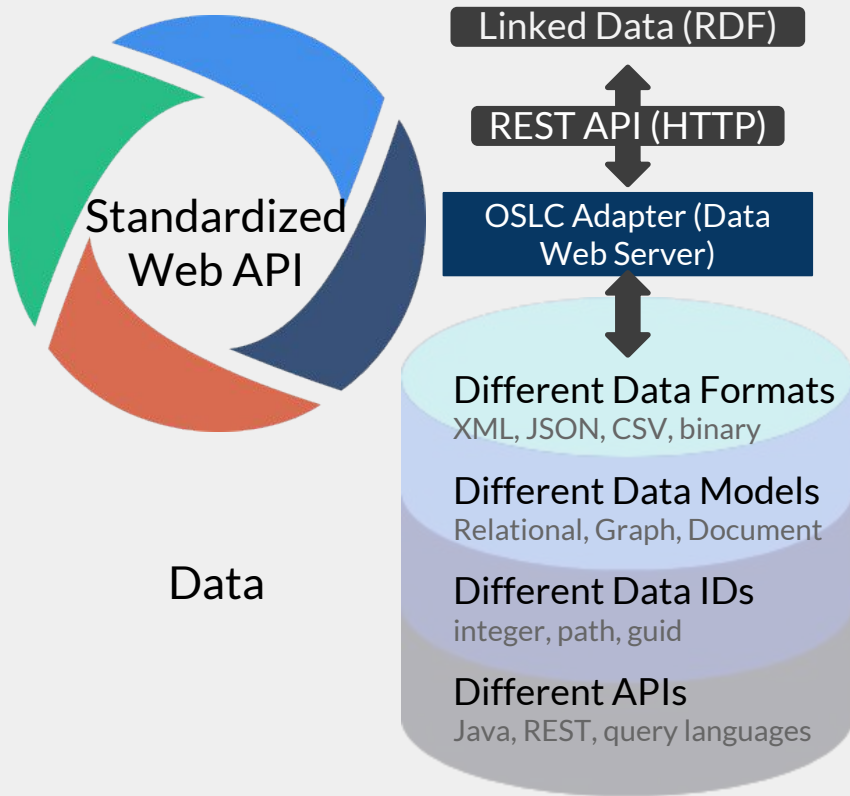 Linked Data (RDF)
REST API (HTTP)
Standardized
Web API
OSLC Adapter (Data
Web Server)
Different Data Formats
XML, JSON, CSV, binary
Different Data Models
Relational, Graph, Document
Data
Different Data IDs
integer, path, guid
Different APIs
Java, REST, query languages